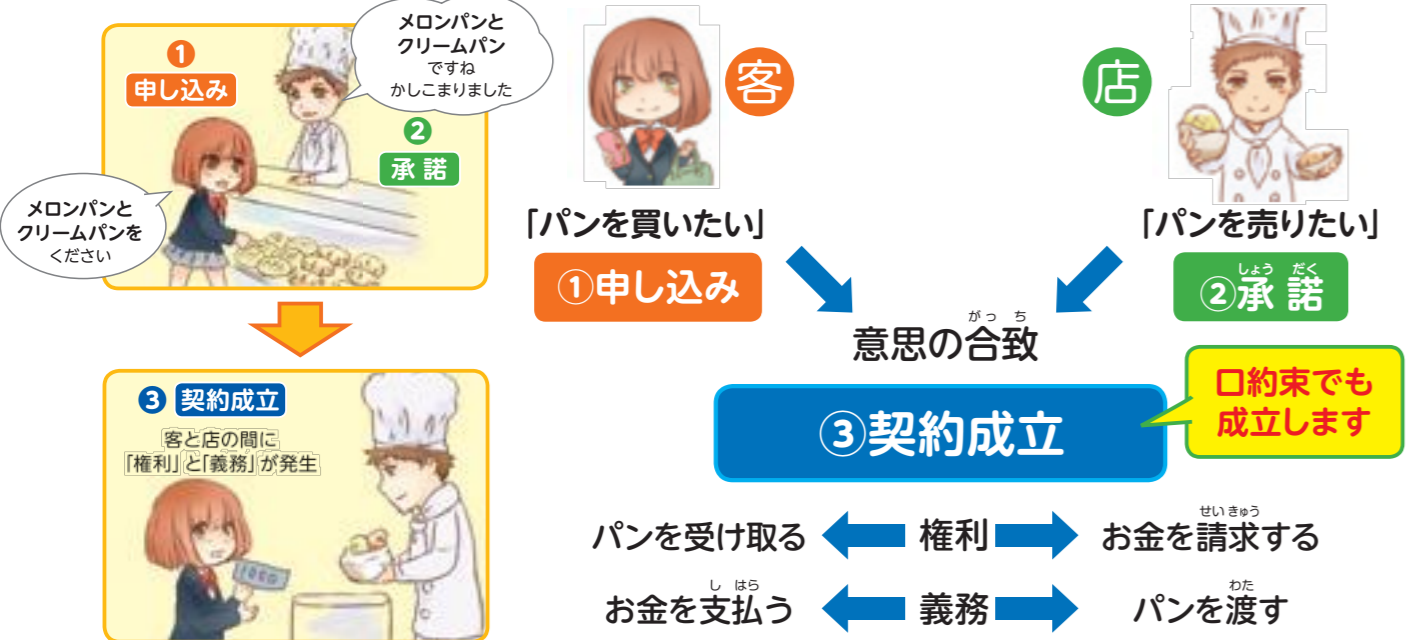 ❶
申し込み
メロンパンと
クリームパン
ですね
かしこまりました
❷
承 諾
メロンパンと
クリームパンを
ください
❸ 契約成立
客と店の間に
「権利」と「義務」が発生
1000
客
店
「パンを買いたい」
「パンを売りたい」
①申し込み
しょう だく
②承 諾
がっ ち
意思の合致
③契約成立
口約束でも
成立します
せいきゅう
パンを受け取る 権利 お金を請求する
し はら わた
お金を支払う 義務 パンを渡す